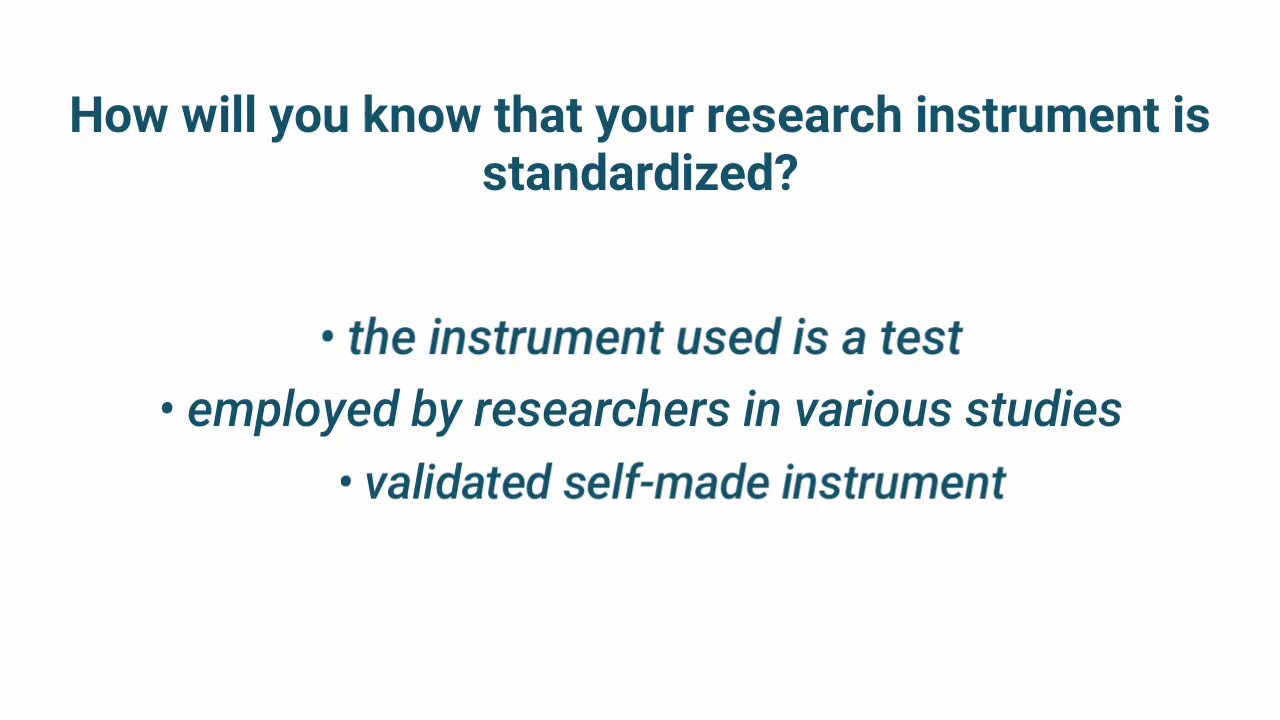 How will you know that your research instrument is
standardized?
• the instrument used is a test
• employed by researchers in various studies
• validated self-made instrument